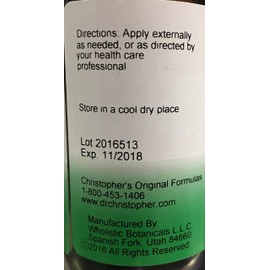 Directions. Apply externally
as needed, or as directed by
your health care
professional
Store in a cool dry place
Lot 2016513
Exp. 11/2018
Christopher's Original Formulas
1-800-453-1406
www.drchristopher.com
Manufactured By
Wholistic Botanicals L.L.C.
Spanish Fork, Utah 84660
©2016 All Rights Reserved